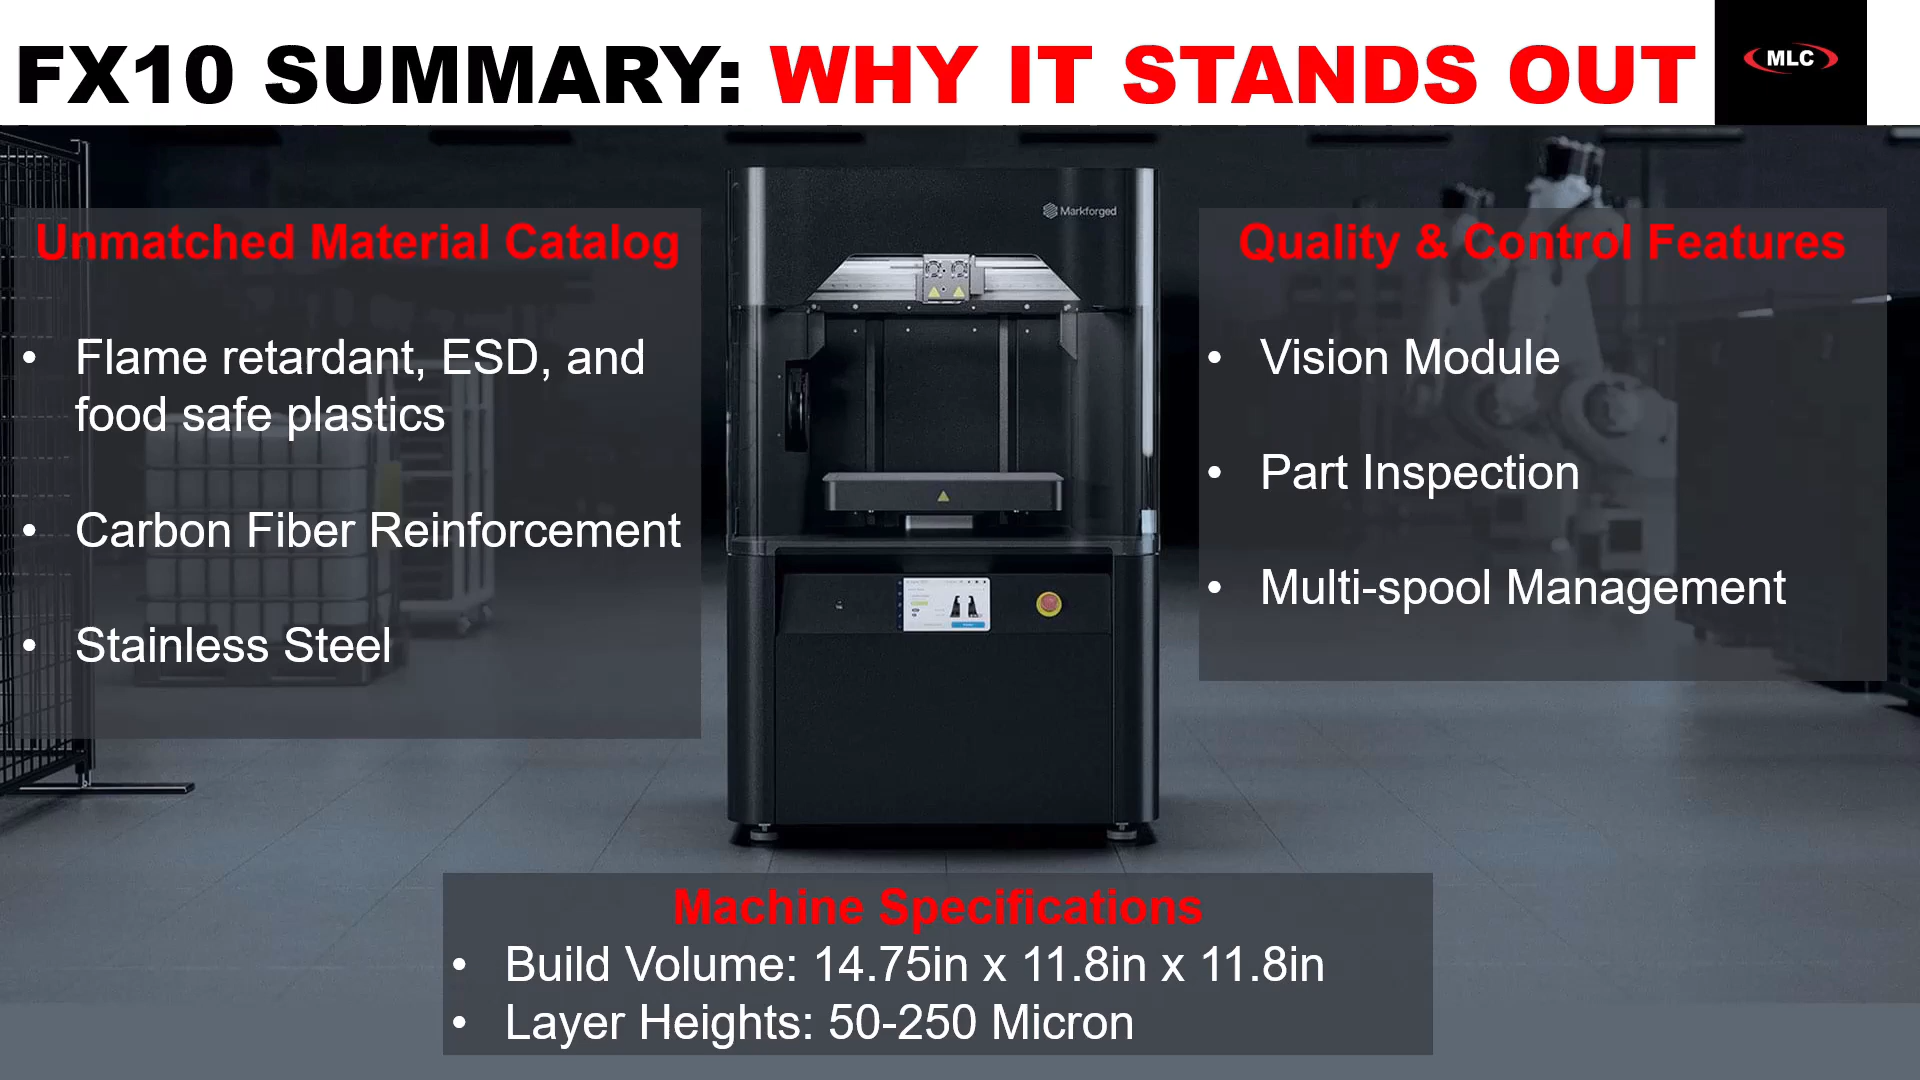 FX10 SUMMARY: WHY IT STANDS OUT
MLC
Markforged
Unmatched Material Catalog
• Flame retardant, ESD, and
food safe plastics
• Carbon Fiber Reinforcement
• Stainless Steel
Quality & Control Features
• Vision Module
• Part Inspection
• Multi-spool Management
Machine Specifications
• Build Volume: 14.75in x 11.8in x 11.8in
• Layer Heights: 50-250 Micron